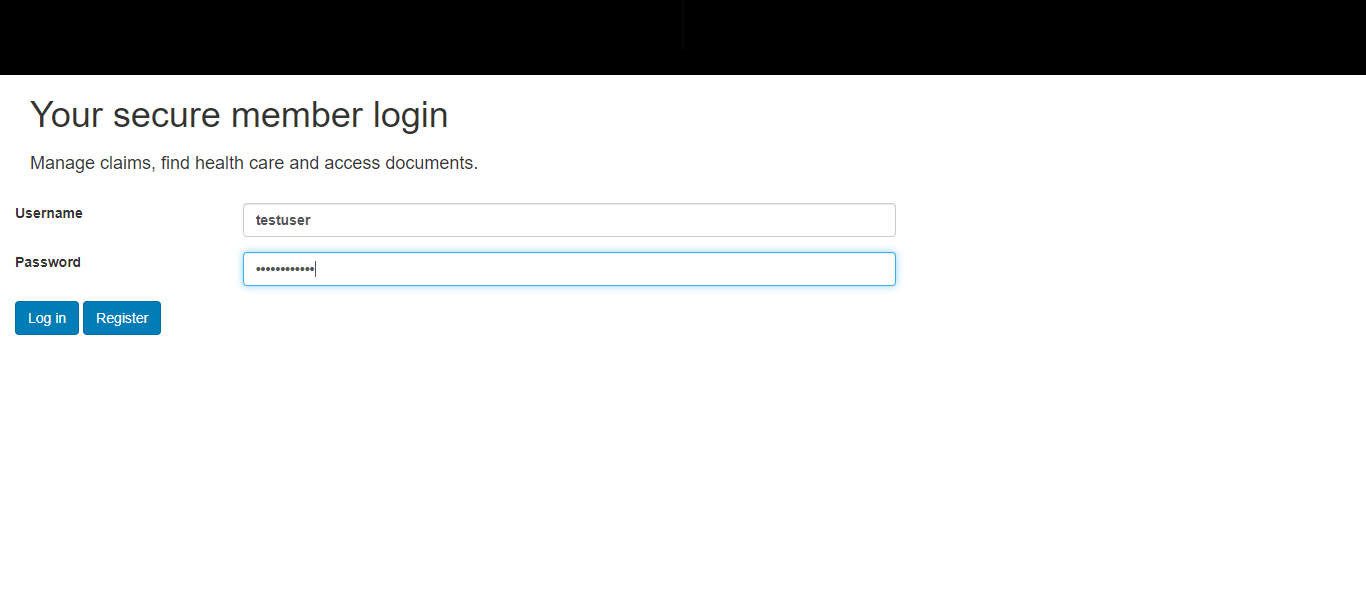 Your secure member login
Manage claims, find health care and access documents.
Username
testuser
Password
••••••••••••
Log in Register